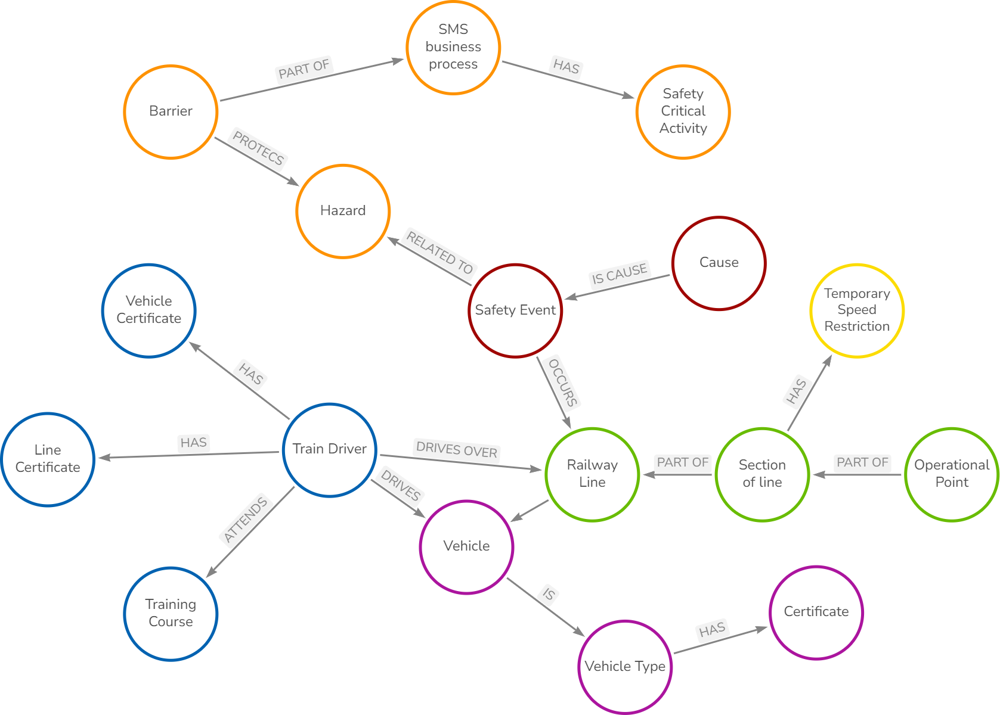 SMS
business
process
PART OF
HAS
Barrier
Safety
Critical
Activity
PROTECS
Hazard
RELATED TO
IS CAUSE
Cause
Vehicle
Certificate
Safety Event
Temporary
Speed
Restriction
HAS
OCCURS
HAS
Line
Certificate
HAS
Train Driver
DRIVES OVER
Railway
Line
PART OF
Section
of line
PART OF
Operational
Point
DRIVES
ATTENDS
Vehicle
Training
Course
IS
Certificate
HAS
Vehicle Type